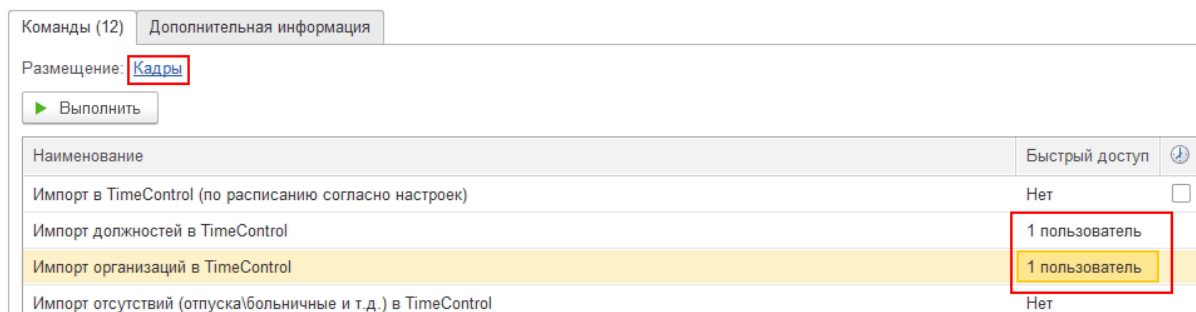 Команды (12) Дополнительная информация
Размещение: Кадры
Выполнить
Наименование Быстрый доступ
Импорт в TimeControl (по расписанию согласно настроек) Нет
Импорт должностей в TimeControl 1 пользователь
Импорт организаций в TimeControl 1 пользователь
Импорт отсутствий (отпуска\больничные и т.д.) в TimeControl Нет